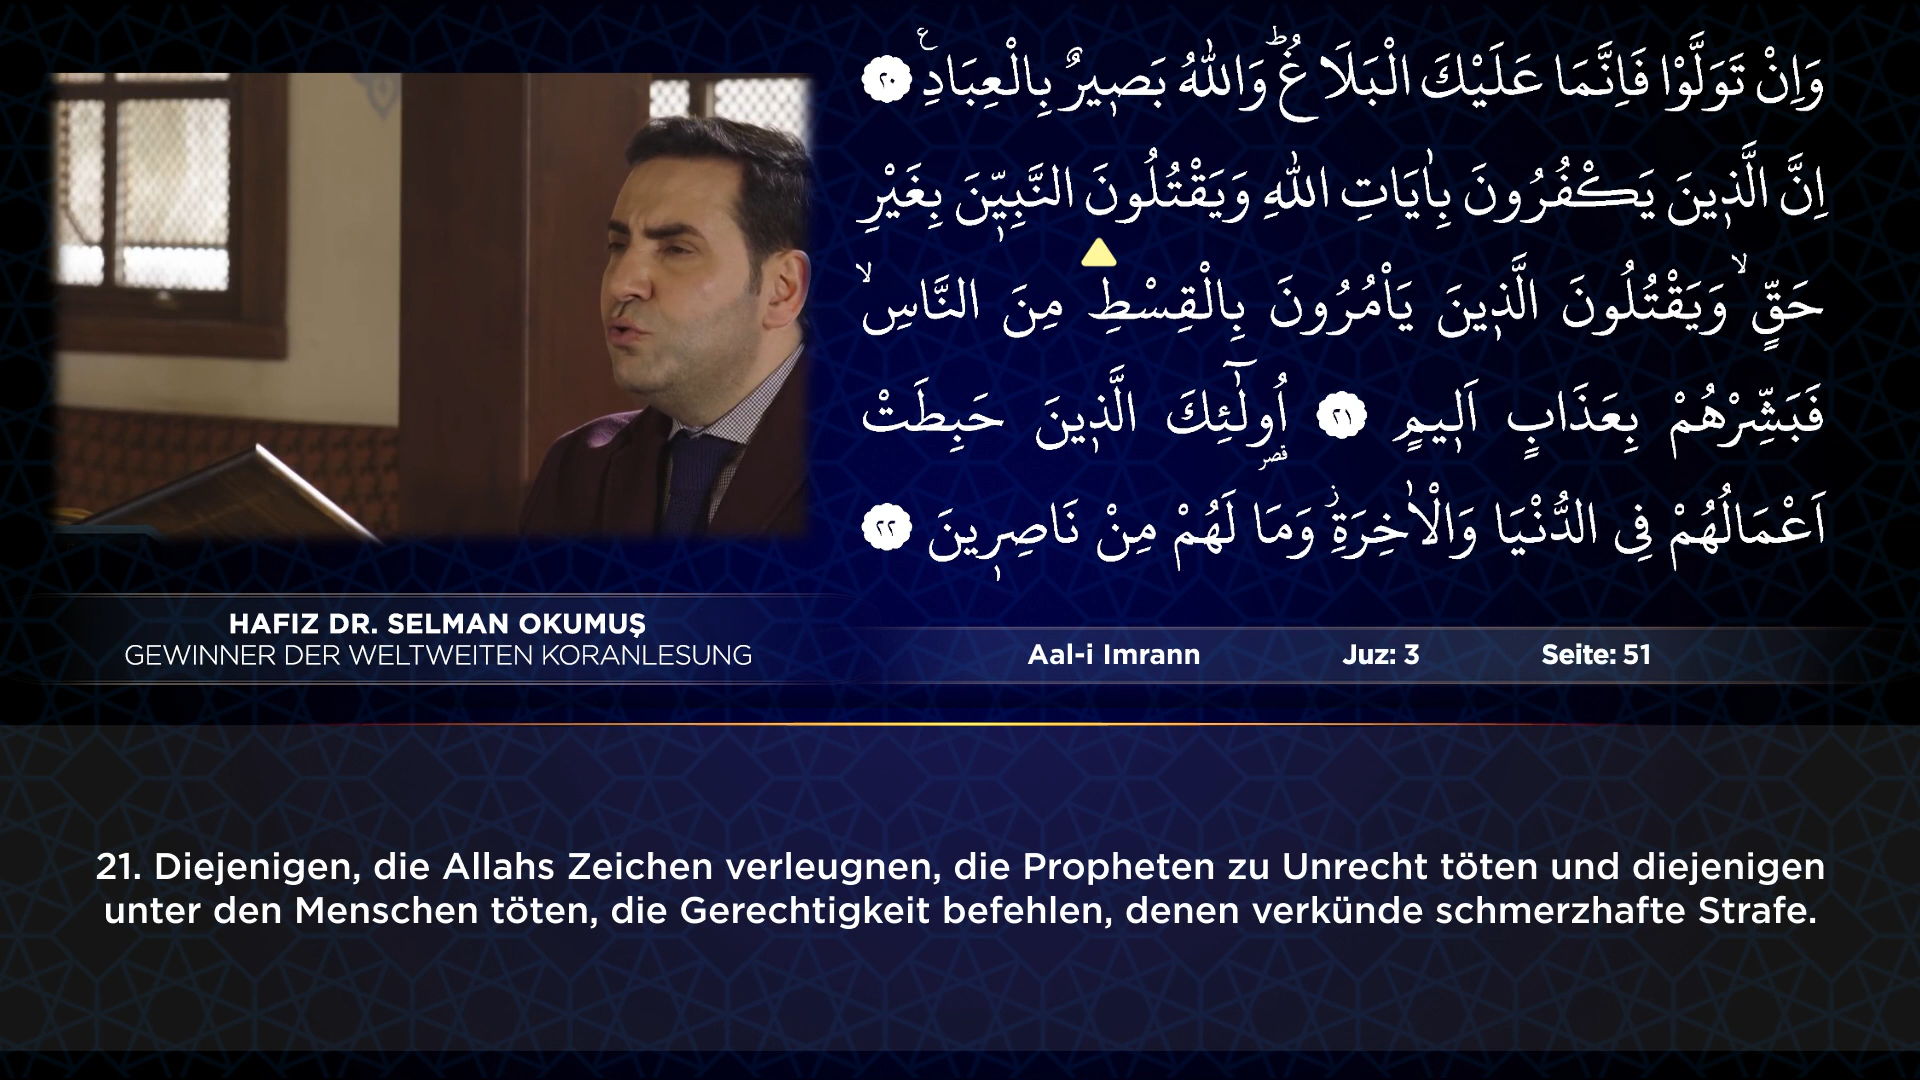 وَاِنْ تَوَلَّوْا فَاِنَّمَا عَلَيْكَ الْبَلَاغُۜ وَاللّٰهُ بَص۪يرٌ بِالْعِبَادِ۟ ﴿٢٠﴾
اِنَّ الَّذ۪ينَ يَكْفُرُونَ بِاٰيَاتِ اللّٰهِ وَيَقْتُلُونَ النَّبِيّ۪نَ بِغَيْرِ
حَقٍّۙ وَيَقْتُلُونَ الَّذ۪ينَ يَاْمُرُونَ بِالْقِسْطِ مِنَ النَّاسِۙ
فَبَشِّرْهُمْ بِعَذَابٍ اَل۪يمٍ ﴿٢١﴾ اُو۬لٰٓئِكَ الَّذ۪ينَ حَبِطَتْ
قصر
اَعْمَالُهُمْ فِي الدُّنْيَا وَالْاٰخِرَةِۘ وَمَا لَهُمْ مِنْ نَاصِر۪ينَ ﴿٢٢﴾
HAFIZ DR. SELMAN OKUMUŞ
GEWINNER DER WELTWEITEN KORANLESUNG
Aal-i Imrann Juz: 3 Seite: 51
21. Diejenigen, die Allahs Zeichen verleugnen, die Propheten zu Unrecht töten und diejenigen
unter den Menschen töten, die Gerechtigkeit befehlen, denen verkünde schmerzhafte Strafe.